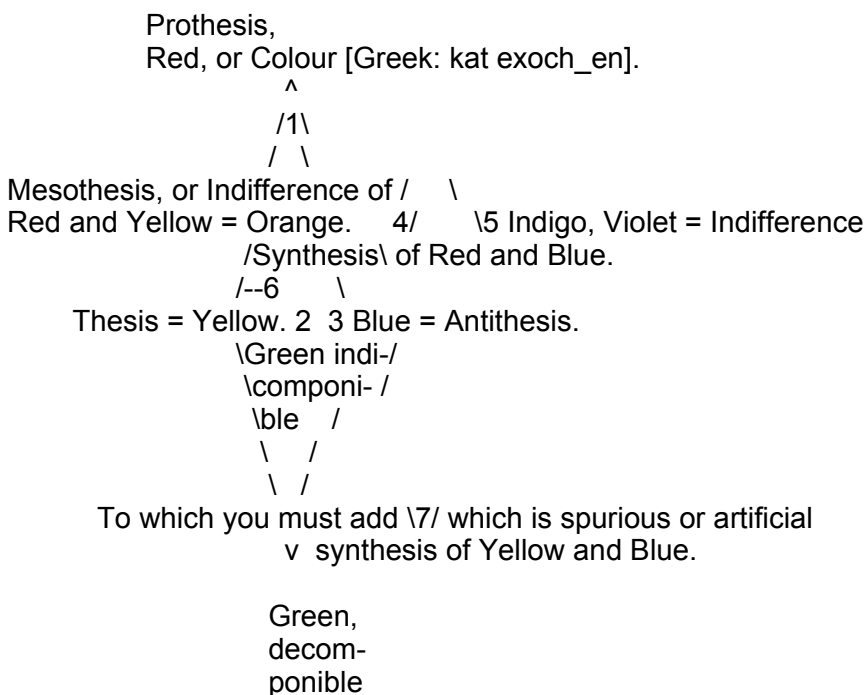 Prothesis,
Red, or Colour [Greek: kat exoch_en].
^
/1\
/ \
Mesothesis, or Indifference of / \
Red and Yellow = Orange. 4/ \5 Indigo, Violet = Indifference
/Synthesis\ of Red and Blue.
/--6 \
Thesis = Yellow. 2 3 Blue = Antithesis.
\Green indi-/
\componi- /
\ble /
\ /
\ /
To which you must add \7/ which is spurious or artificial
v synthesis of Yellow and Blue.
Green,
decom-
ponible